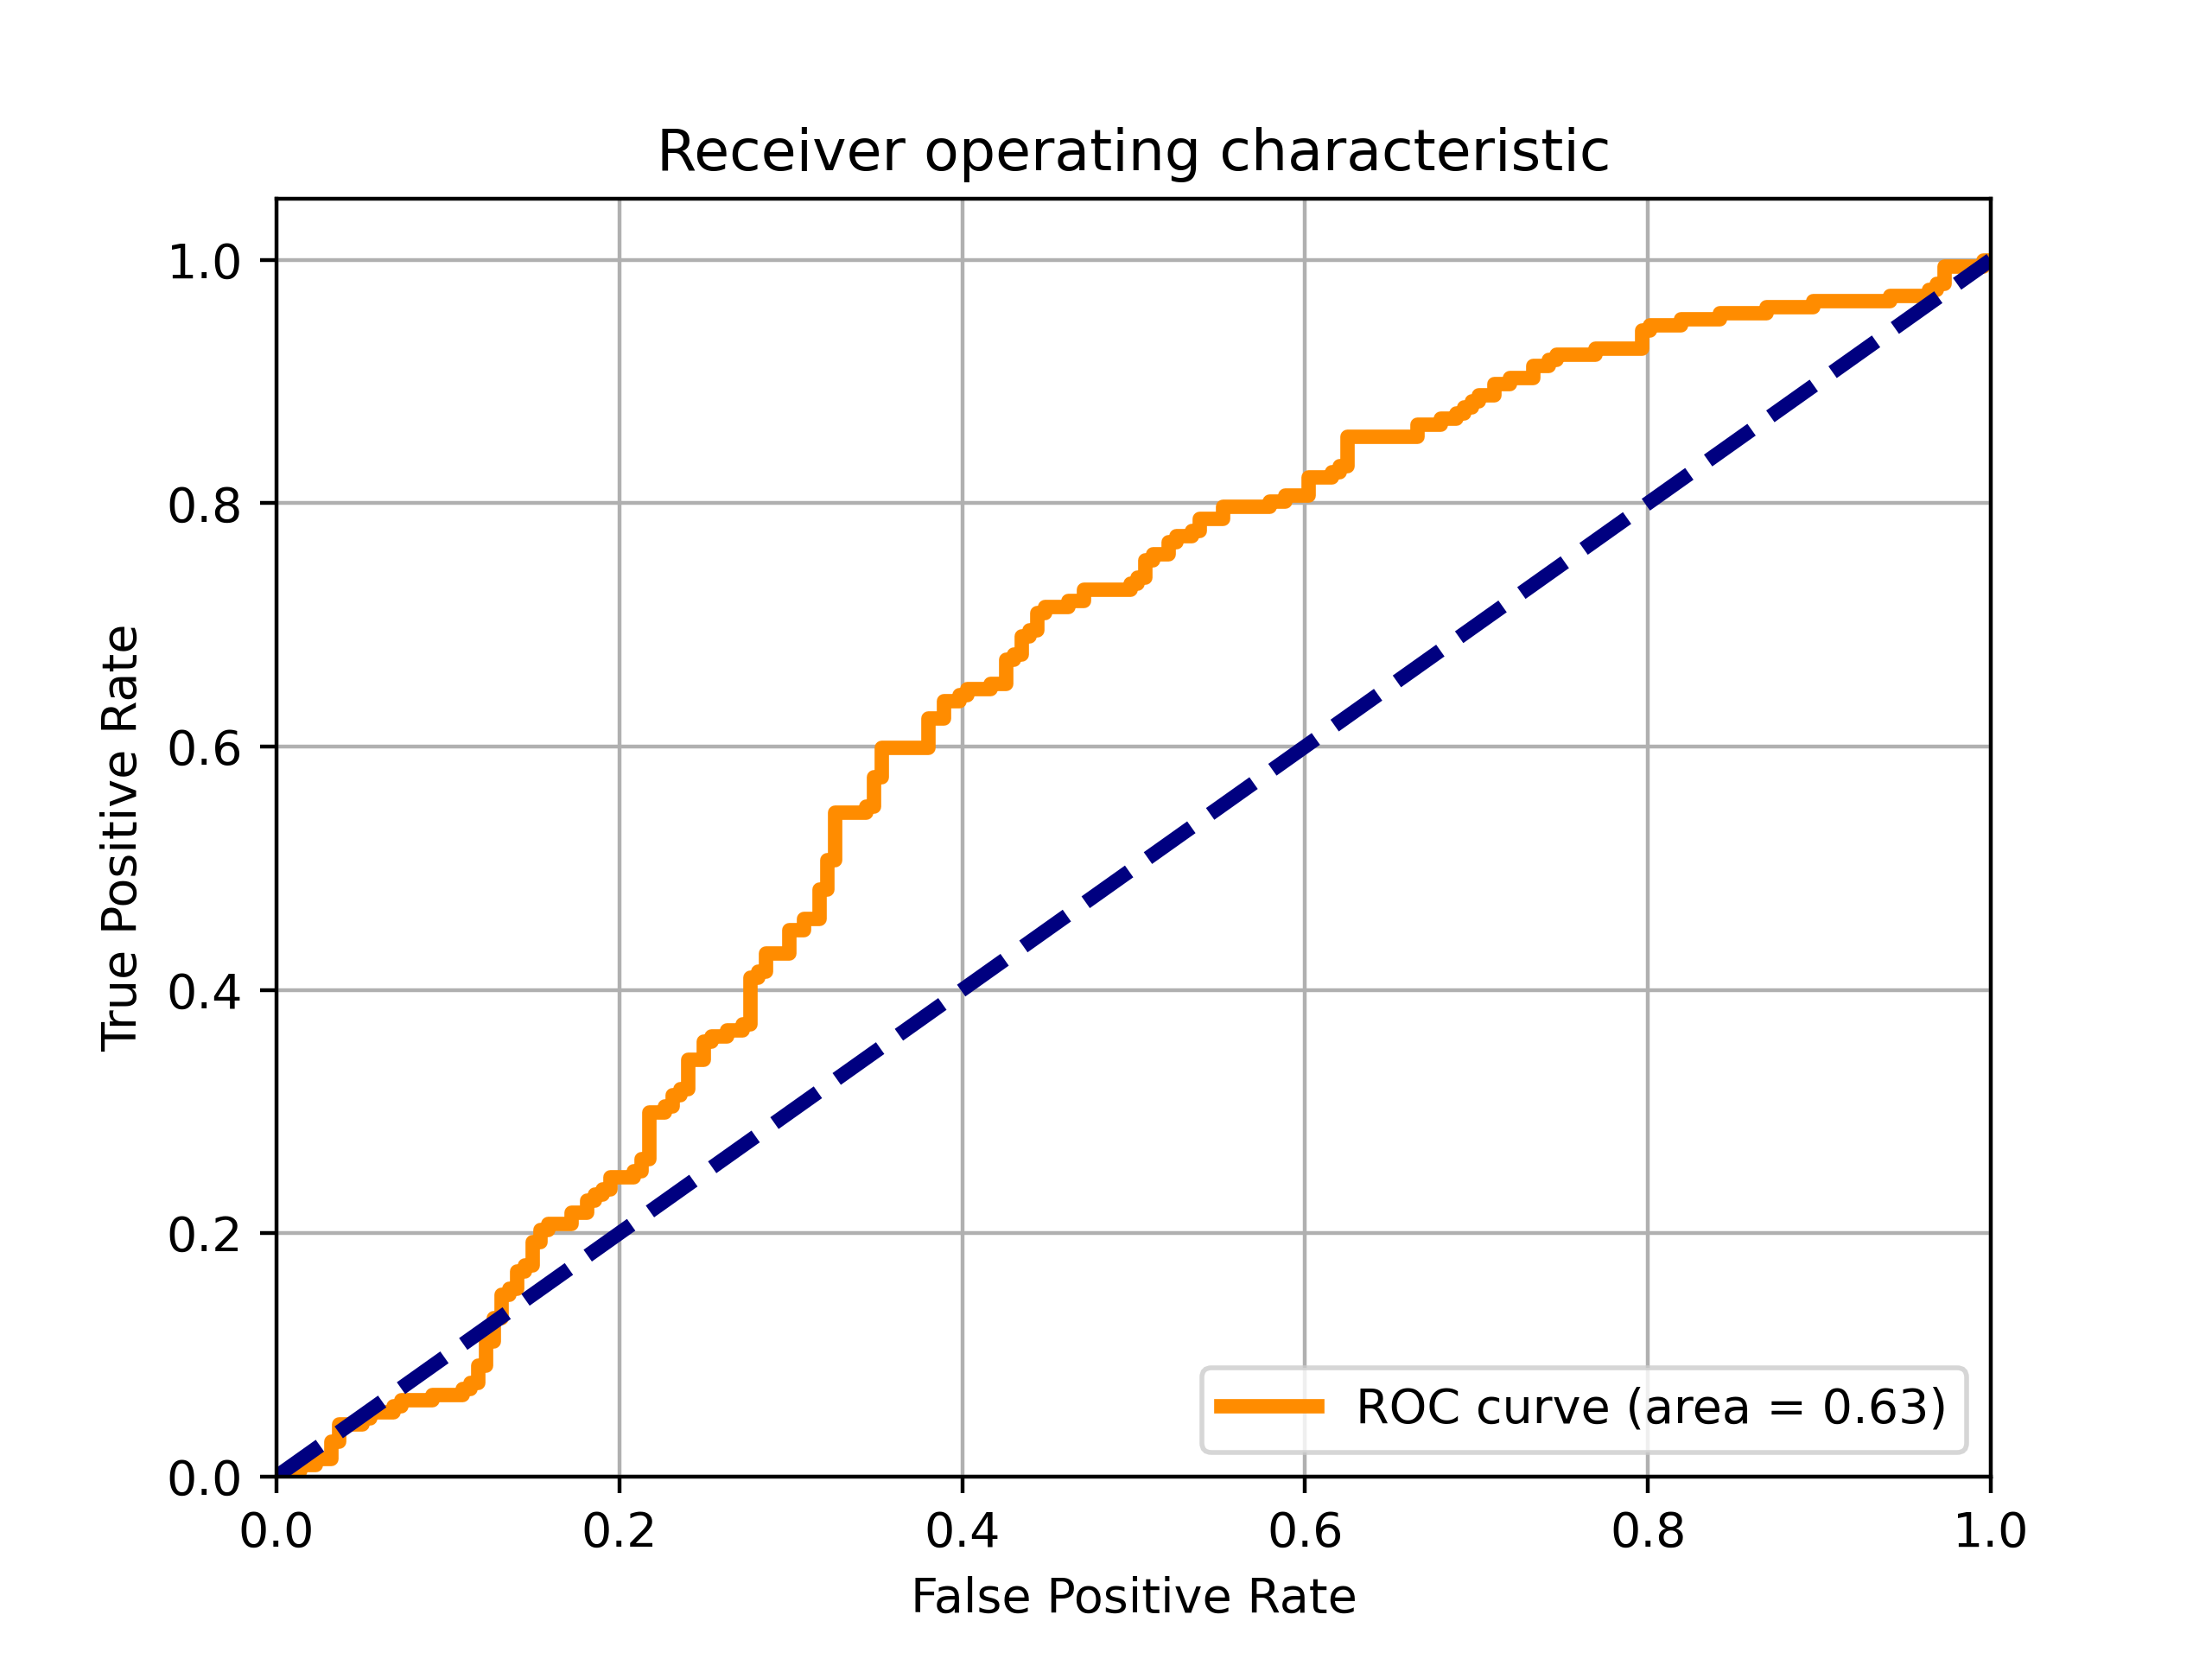 Receiver operating characteristic
1.0
0.8
0.6
0.4
0.2
0.0
True Positive Rate
ROC curve (area = 0.63)
0.0 0.2 0.4 0.6 0.8 1.0
False Positive Rate